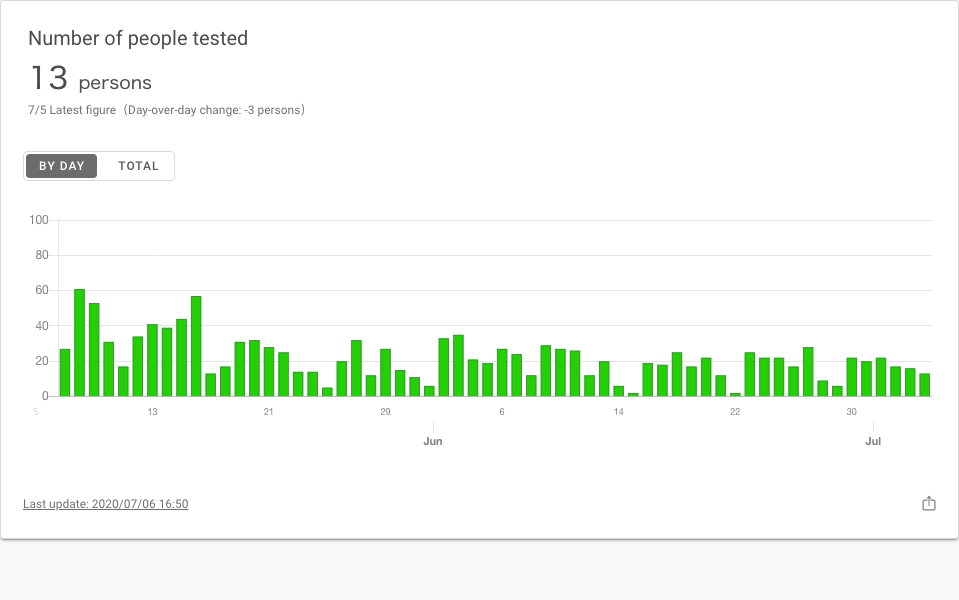 Number of people tested
13 persons
7/5 Latest figure（Day-over-day change: -3 persons）
BY DAY TOTAL
100
80
60
40
20
0
5 13 21 29 6 14 22 30
Jun Jul
Last update: 2020/07/06 16:50